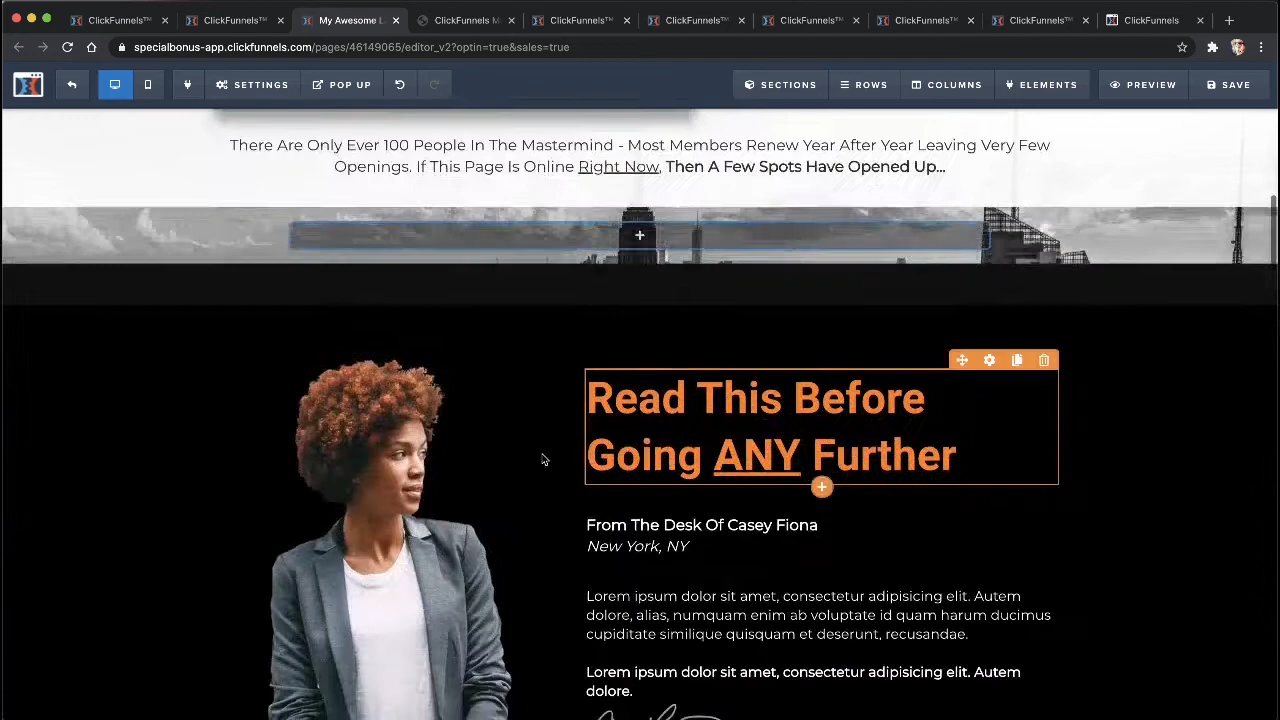 ClickFunnels™
ClickFunnels™
My Awesome L
ClickFunnels M
ClickFunnels™
ClickFunnels™
ClickFunnels™
ClickFunnels™
ClickFunnels™
ClickFunnels
specialbonus-app.clickfunnels.com/pages/46149065/editor_v2?optin=true&sales=true
SETTINGS
POP UP
SECTIONS
ROWS
COLUMNS
ELEMENTS
PREVIEW
SAVE
There Are Only Ever 100 People In The Mastermind - Most Members Renew Year After Year Leaving Very Few
Openings. If This Page Is Online Right Now, Then A Few Spots Have Opened Up...
Read This Before
Going ANY Further
From The Desk Of Casey Fiona
New York, NY
Lorem ipsum dolor sit amet, consectetur adipisicing elit. Autem
dolore, alias, numquam enim ab voluptate id quam harum ducimus
cupiditate similique quisquam et deserunt, recusandae.
Lorem ipsum dolor sit amet, consectetur adipisicing elit. Autem
dolore.